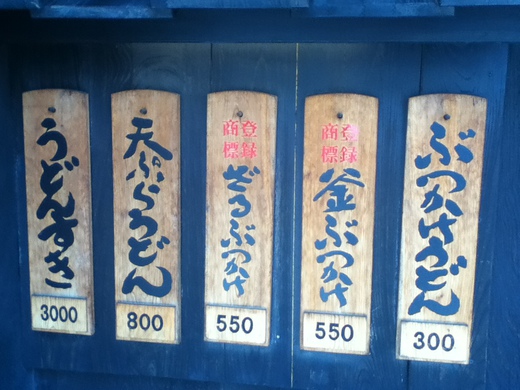 ぶっかけうどん
300
登録
商標
釜ぶっかけ
550
登録
商標
ざるぶっかけ
550
天ぷらうどん
800
うどんすき
3000